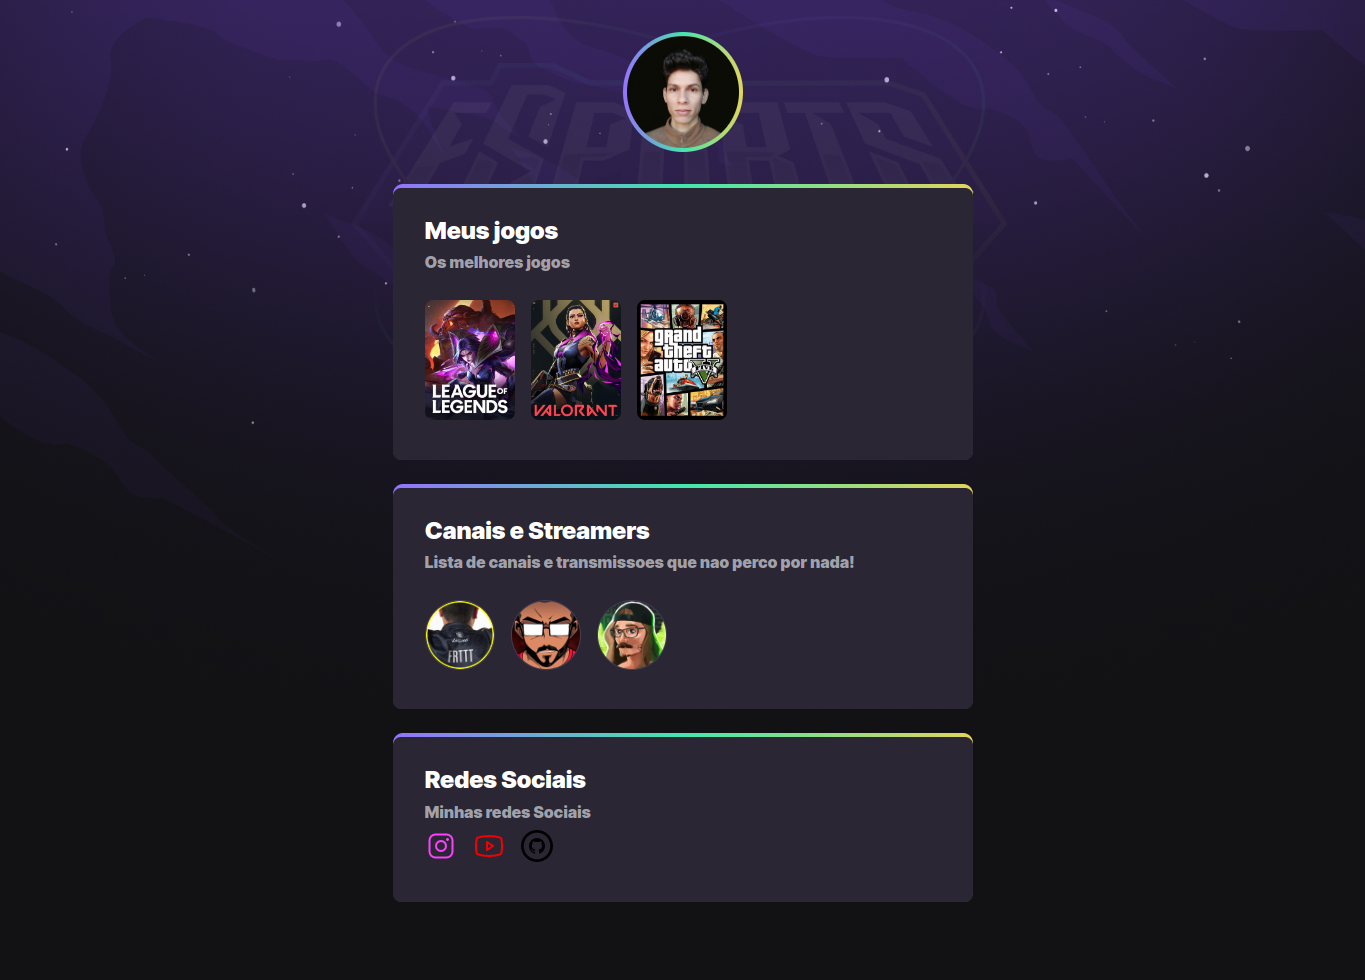 ESPORTS
Meus jogos
Os melhores jogos
LEAGUE OF
LEGENDS
VALORANT
grand
theft
auto
FIVE
Canais e Streamers
Lista de canais e transmissoes que nao perco por nada!
FRTTT
Redes Sociais
Minhas redes Sociais